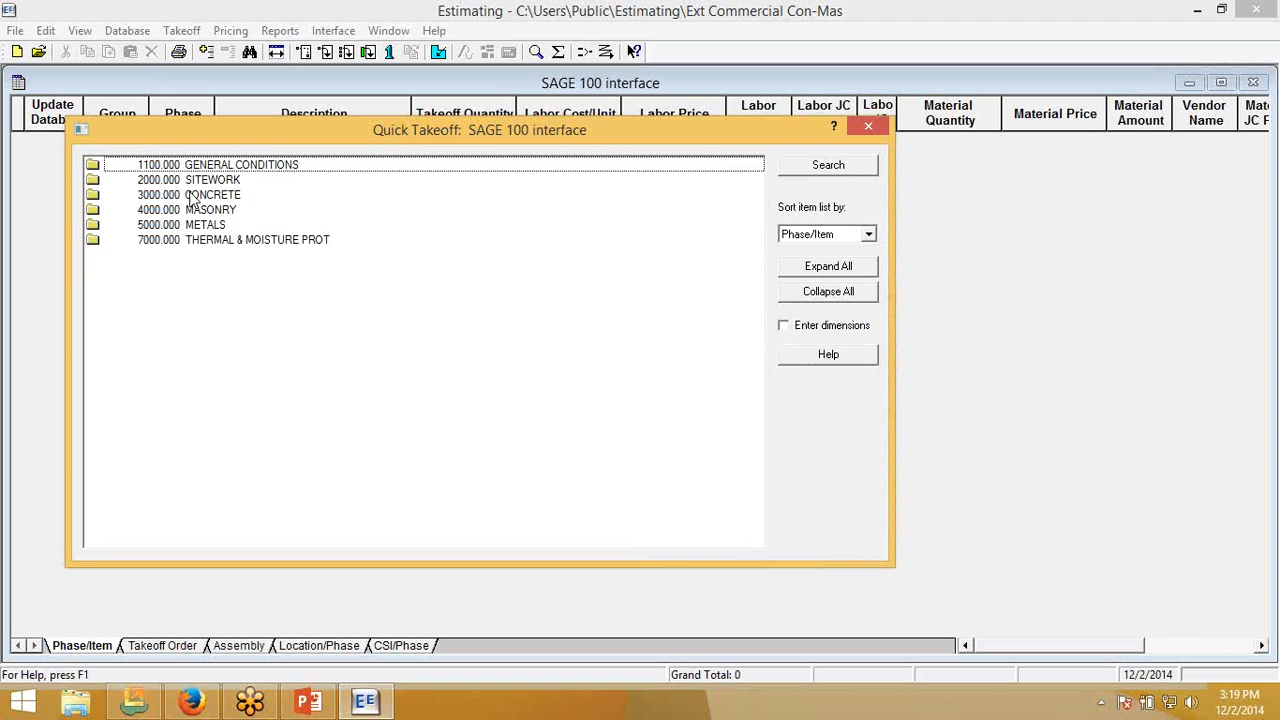 Estimating - C:\Users\Public\Estimating\Ext Commercial Con-Mas
File Edit View Database Takeoff Pricing Reports Interface Window Help
SAGE 100 interface
Update Datab Group Phase Description Takeoff Quantity Labor Cost/Unit Labor Price Labor Labor JC Labo Material Quantity Material Price Material Amount Vendor Name Mate JC P
Quick Takeoff: SAGE 100 interface
1100.000 GENERAL CONDITIONS
2000.000 SITEWORK
3000.000 CONCRETE
4000.000 MASONRY
5000.000 METALS
7000.000 THERMAL & MOISTURE PROT
Search
Sort item list by:
Phase/Item
Expand All
Collapse All
Enter dimensions
Help
Phase/Item Takeoff Order Assembly Location/Phase CSI/Phase
For Help, press F1 Grand Total: 0 12/2/2014
EE 3:19 PM
12/2/2014